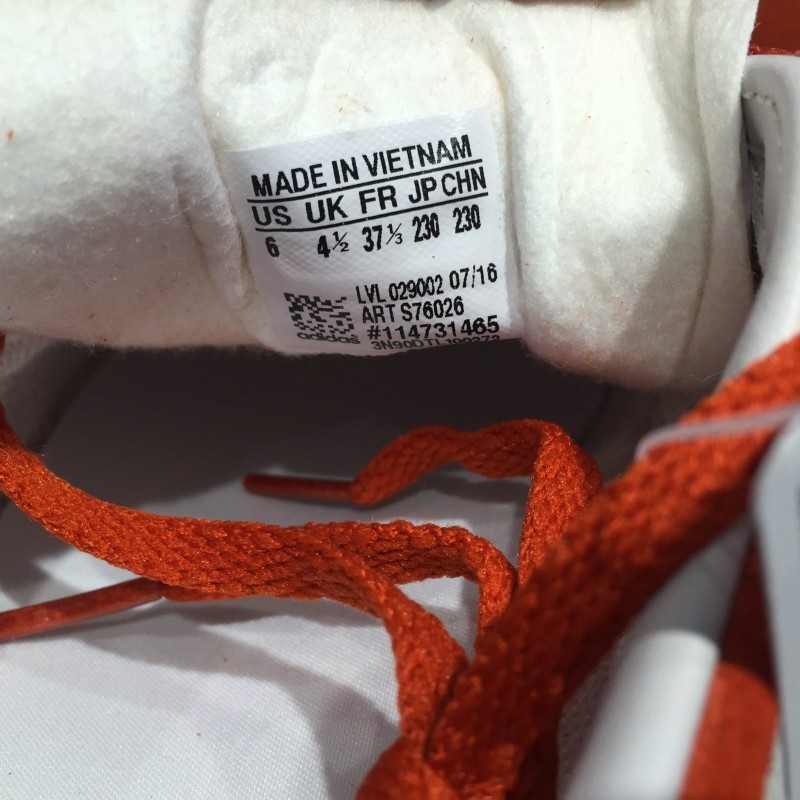 MADE IN VIETNAM
US UK FR JP CHN
6 4½ 37⅓ 230 230
LVL 029002 07/16
ART S76026
#114731465
adidas